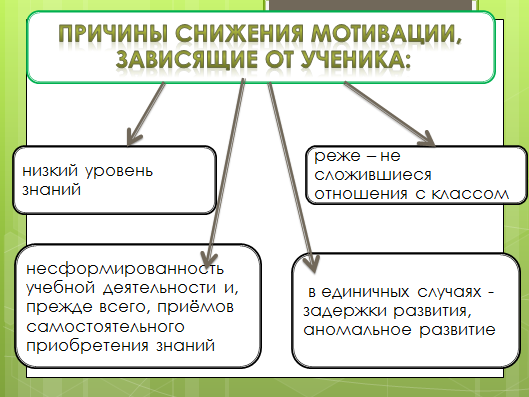 ПРИЧИНЫ СНИЖЕНИЯ МОТИВАЦИИ,
ЗАВИСЯЩИЕ ОТ УЧЕНИКА:
низкий уровень
знаний
реже – не
сложившиеся
отношения с классом
несформированность
учебной деятельности и,
прежде всего, приёмов
самостоятельного
приобретения знаний
в единичных случаях -
задержки развития,
аномальное развитие